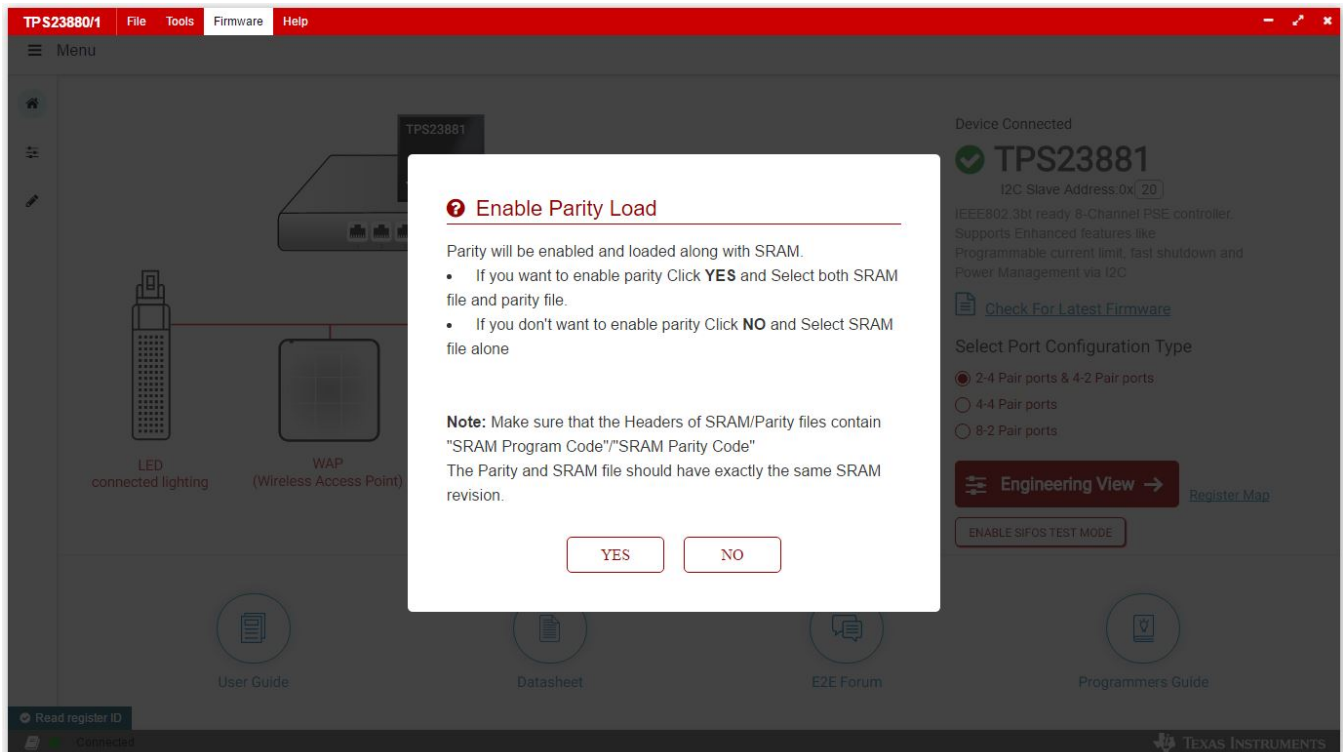 TPS23880/1 File Tools Firmware Help
Menu
TPS23881
Device Connected
TPS23881
I2C Slave Address:0x 20
IEEE802.3bt ready 8-Channel PSE controller.
Supports Enhanced features like
Programmable current limit, fast shutdown and
Power Management via I2C
Check For Latest Firmware
Select Port Configuration Type
2-4 Pair ports & 4-2 Pair ports
4-4 Pair ports
8-2 Pair ports
Engineering View → Register Map
ENABLE SIFOS TEST MODE
LED
connected lighting
WAP
(Wireless Access Point)
Enable Parity Load
Parity will be enabled and loaded along with SRAM.
• If you want to enable parity Click YES and Select both SRAM
file and parity file.
• If you don't want to enable parity Click NO and Select SRAM
file alone
Note: Make sure that the Headers of SRAM/Parity files contain
"SRAM Program Code"/"SRAM Parity Code"
The Parity and SRAM file should have exactly the same SRAM
revision.
YES NO
User Guide Datasheet E2E Forum Programmers Guide
Read register ID
Connected
TEXAS INSTRUMENTS